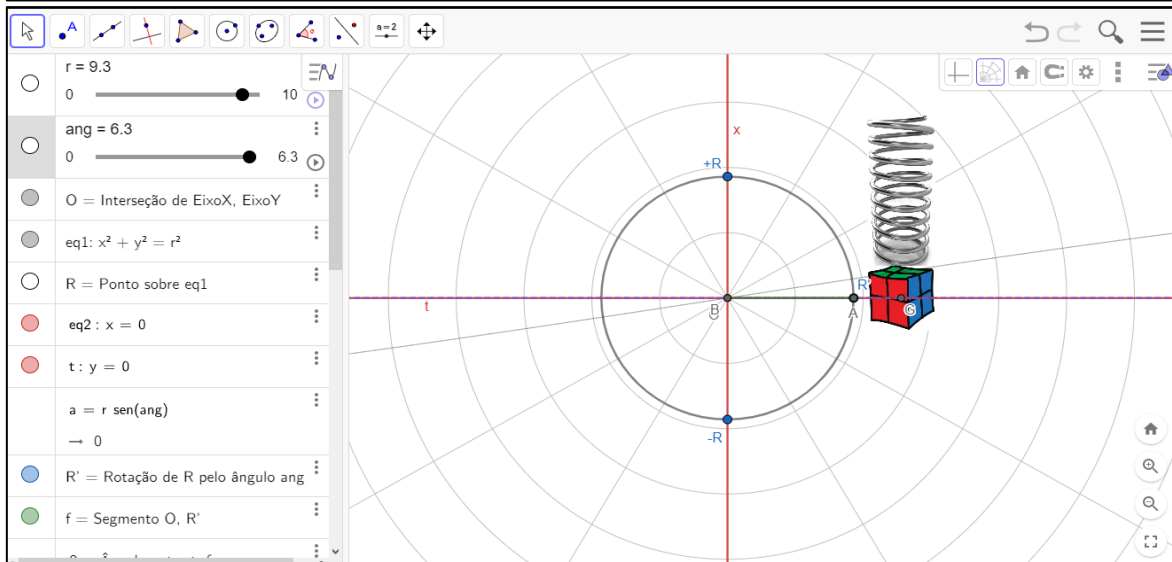 A
a=2
r = 9.3
0
10
ang = 6.3
0
6.3
O = Interseção de EixoX, EixoY
eq1: x² + y² = r²
R = Ponto sobre eq1
eq2 : x = 0
t : y = 0
a = r sen(ang)
→ 0
R' = Rotação de R pelo ângulo ang
f = Segmento O, R'
x
+R
R'
t
B
A
G
-R